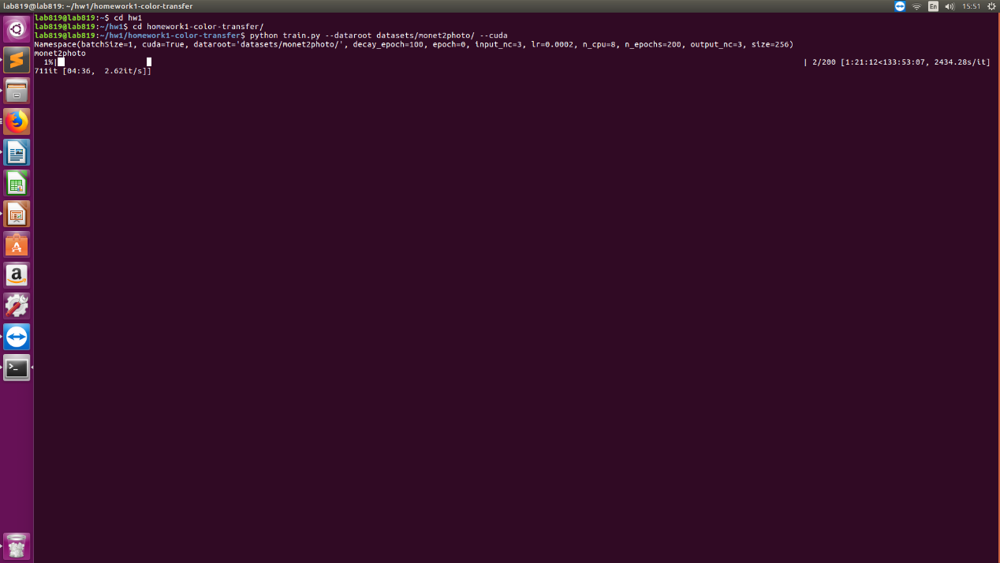 lab819@lab819: ~/hw1/homework1-color-transfer
En
15:51
lab819@lab819:~$ cd hw1
lab819@lab819:~/hw1$ cd homework1-color-transfer/
lab819@lab819:~/hw1/homework1-color-transfer$ python train.py --dataroot datasets/monet2photo/ --cuda
Namespace(batchSize=1, cuda=True, dataroot='datasets/monet2photo/', decay_epoch=100, epoch=0, input_nc=3, lr=0.0002, n_cpu=8, n_epochs=200, output_nc=3, size=256)
monet2photo
1%| | 2/200 [1:21:12<133:53:07, 2434.28s/it]
711it [04:36, 2.62it/s]]